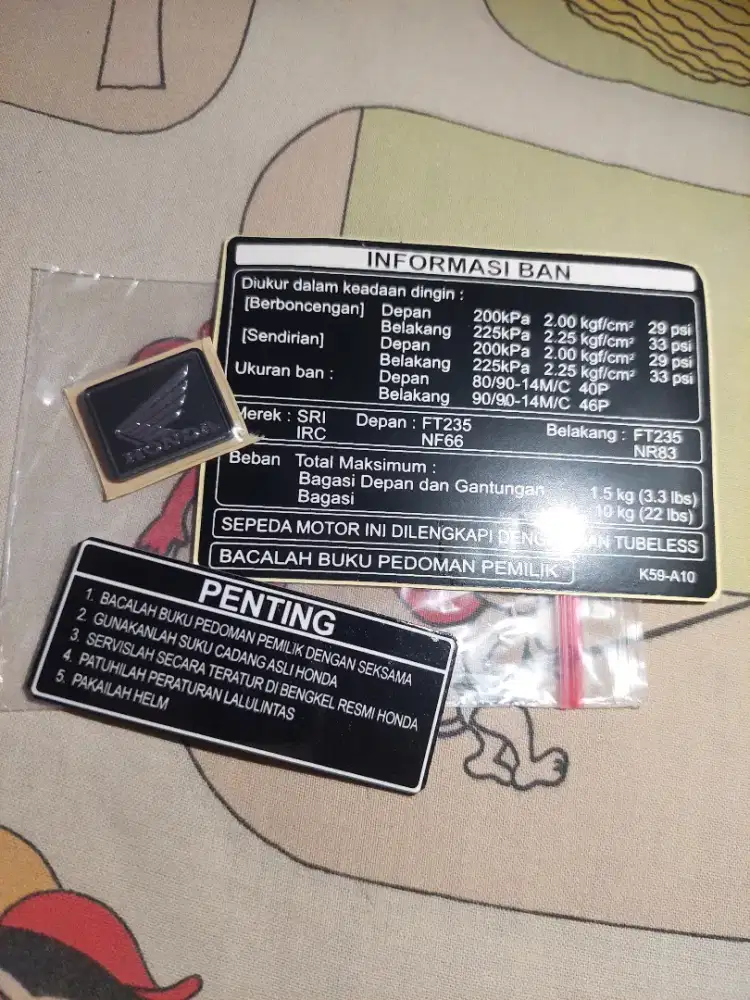 INFORMASI BAN
Diukur dalam keadaan dingin :
[Berboncengan] Depan 200kPa 2.00 kgf/cm² 29 psi
Belakang 225kPa 2.25 kgf/cm² 33 psi
[Sendirian] Depan 200kPa 2.00 kgf/cm² 29 psi
Belakang 225kPa 2.25 kgf/cm² 33 psi
Ukuran ban : Depan 80/90-14M/C 40P
Belakang 90/90-14M/C 46P
Merek : SRI Depan : FT235 Belakang : FT235
IRC NF66 NR83
Beban Total Maksimum :
Bagasi Depan dan Gantungan 1.5 kg (3.3 lbs)
Bagasi 10 kg (22 lbs)
SEPEDA MOTOR INI DILENGKAPI TUBELESS
BACALAH BUKU PEDOMAN PEMILIK
K59-A10
HONDA
PENTING
1. BACALAH BUKU PEDOMAN PEMILIK DENGAN SEKSAMA
2. GUNAKANLAH SUKU CADANG ASLI HONDA
3. SERVISLAH SECARA TERATUR DI BENGKEL RESMI HONDA
4. PATUHILAH PERATURAN LALULINTAS
5. PAKAILAH HELM